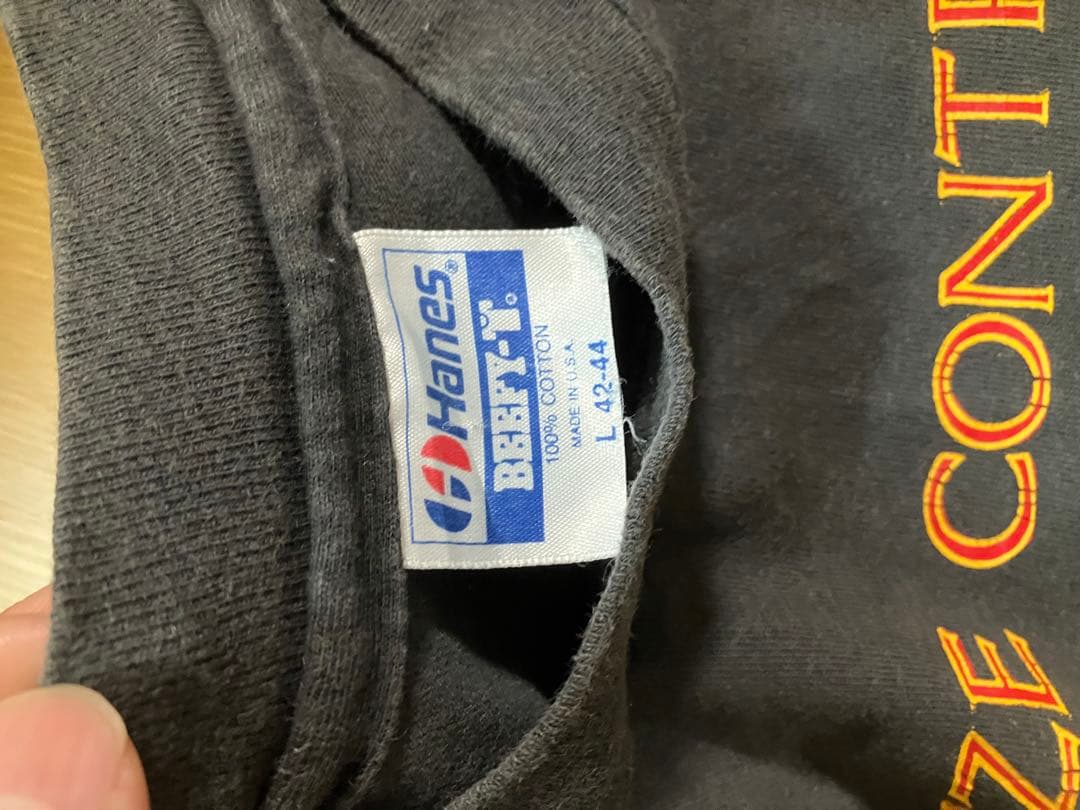 Hanes®
BEEFY-T®
100% COTTON
MADE IN U.S.A.
L 42-44
ZE CONT